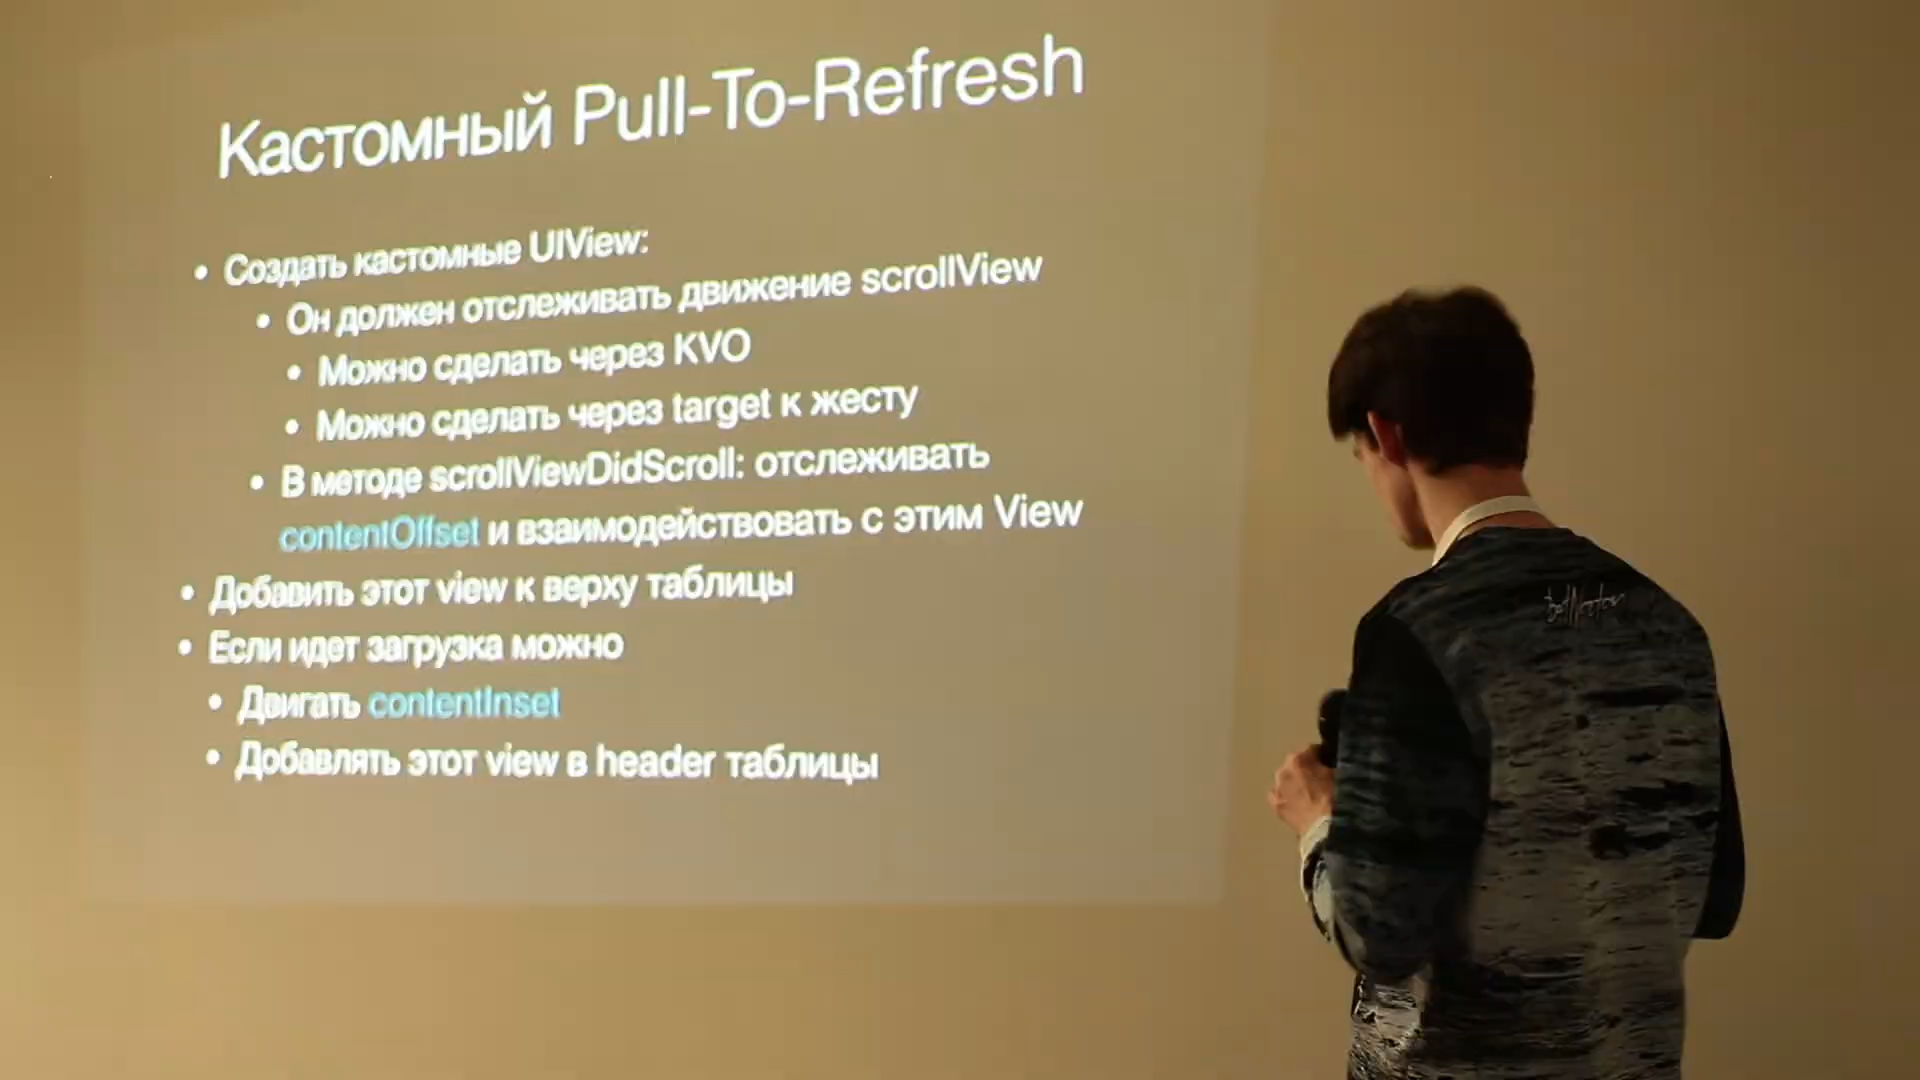 Кастомный Pull-To-Refresh
• Создать кастомные UIView:
• Он должен отслеживать движение scrollView
• Можно сделать через KVO
• Можно сделать через target к жесту
• В методе scrollViewDidScroll: отслеживать
contentOffset и взаимодействовать с этим View
• Добавить этот view к верху таблицы
• Если идет загрузка можно
• Двигать contentInset
• Добавлять этот view в header таблицы